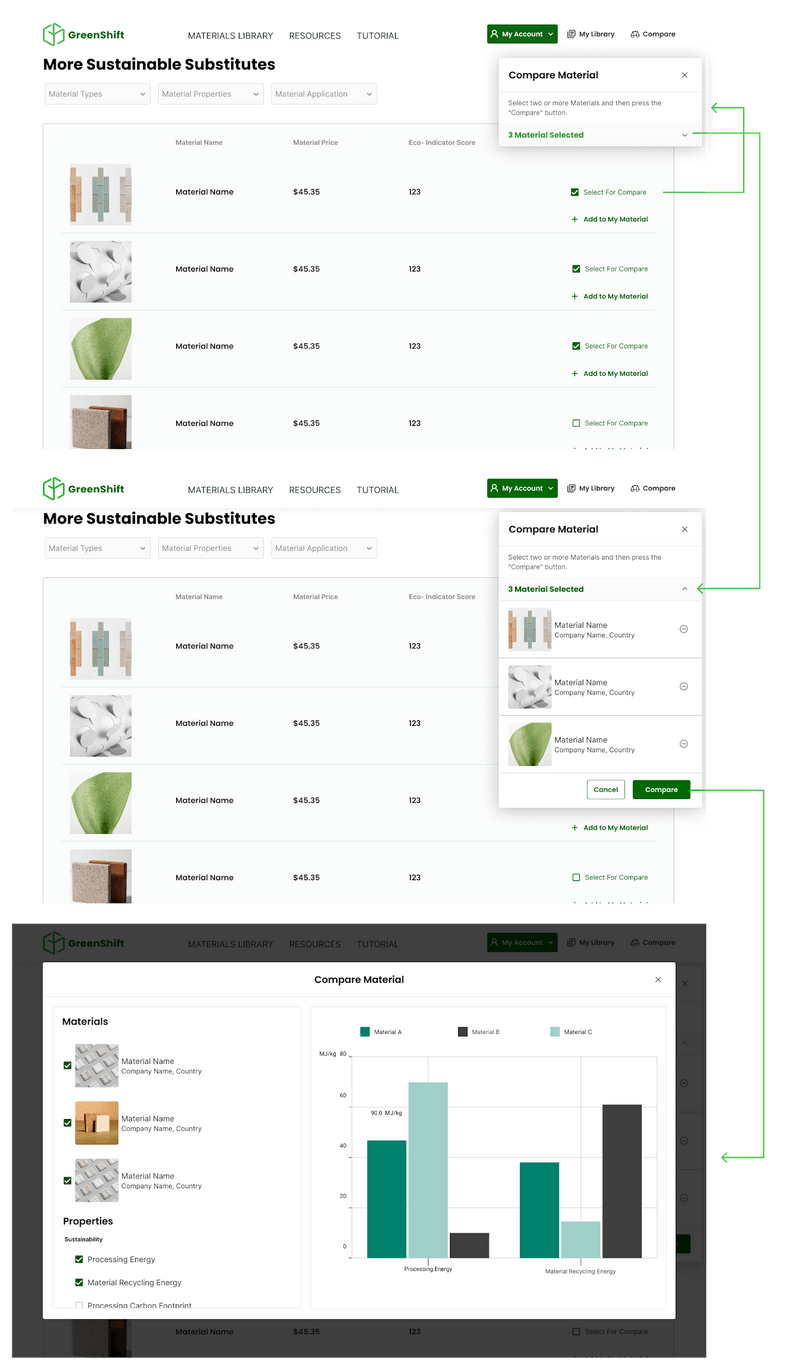 GreenShift
MATERIALS LIBRARY RESOURCES TUTORIAL
My Account My Library Compare
More Sustainable Substitutes
Material Types Material Properties Material Application
Compare Material
Select two or more Materials and then press the
"Compare" button.
3 Material Selected
Material Name Material Price Eco- Indicator Score
Material Name $45.35 123 Select For Compare
Add to My Material
Material Name $45.35 123 Select For Compare
Add to My Material
Material Name $45.35 123 Select For Compare
Add to My Material
Material Name $45.35 123 Select For Compare
Add to My Material
GreenShift
MATERIALS LIBRARY RESOURCES TUTORIAL
My Account My Library Compare
More Sustainable Substitutes
Material Types Material Properties Material Application
Compare Material
Select two or more Materials and then press the
"Compare" button.
3 Material Selected
Material Name
Company Name, Country
Material Name
Company Name, Country
Material Name
Company Name, Country
Cancel Compare
Material Name Material Price Eco- Indicator Score
Material Name $45.35 123
Material Name $45.35 123
Material Name $45.35 123
Add to My Material
Material Name $45.35 123 Select For Compare
GreenShift
MATERIALS LIBRARY RESOURCES TUTORIAL
My Account My Library Compare
Compare Material
Materials
Material Name
Company Name, Country
Material Name
Company Name, Country
Material Name
Company Name, Country
Properties
Sustainability
Processing Energy
Material Recycling Energy
Processing Carbon Footprint
Material A Material B Material C
MJ/kg 80
60
90.0 MJ/kg
40
20
0
Processing Energy Material Recycling Energy
Material Name $45.35 123 Select For Compare